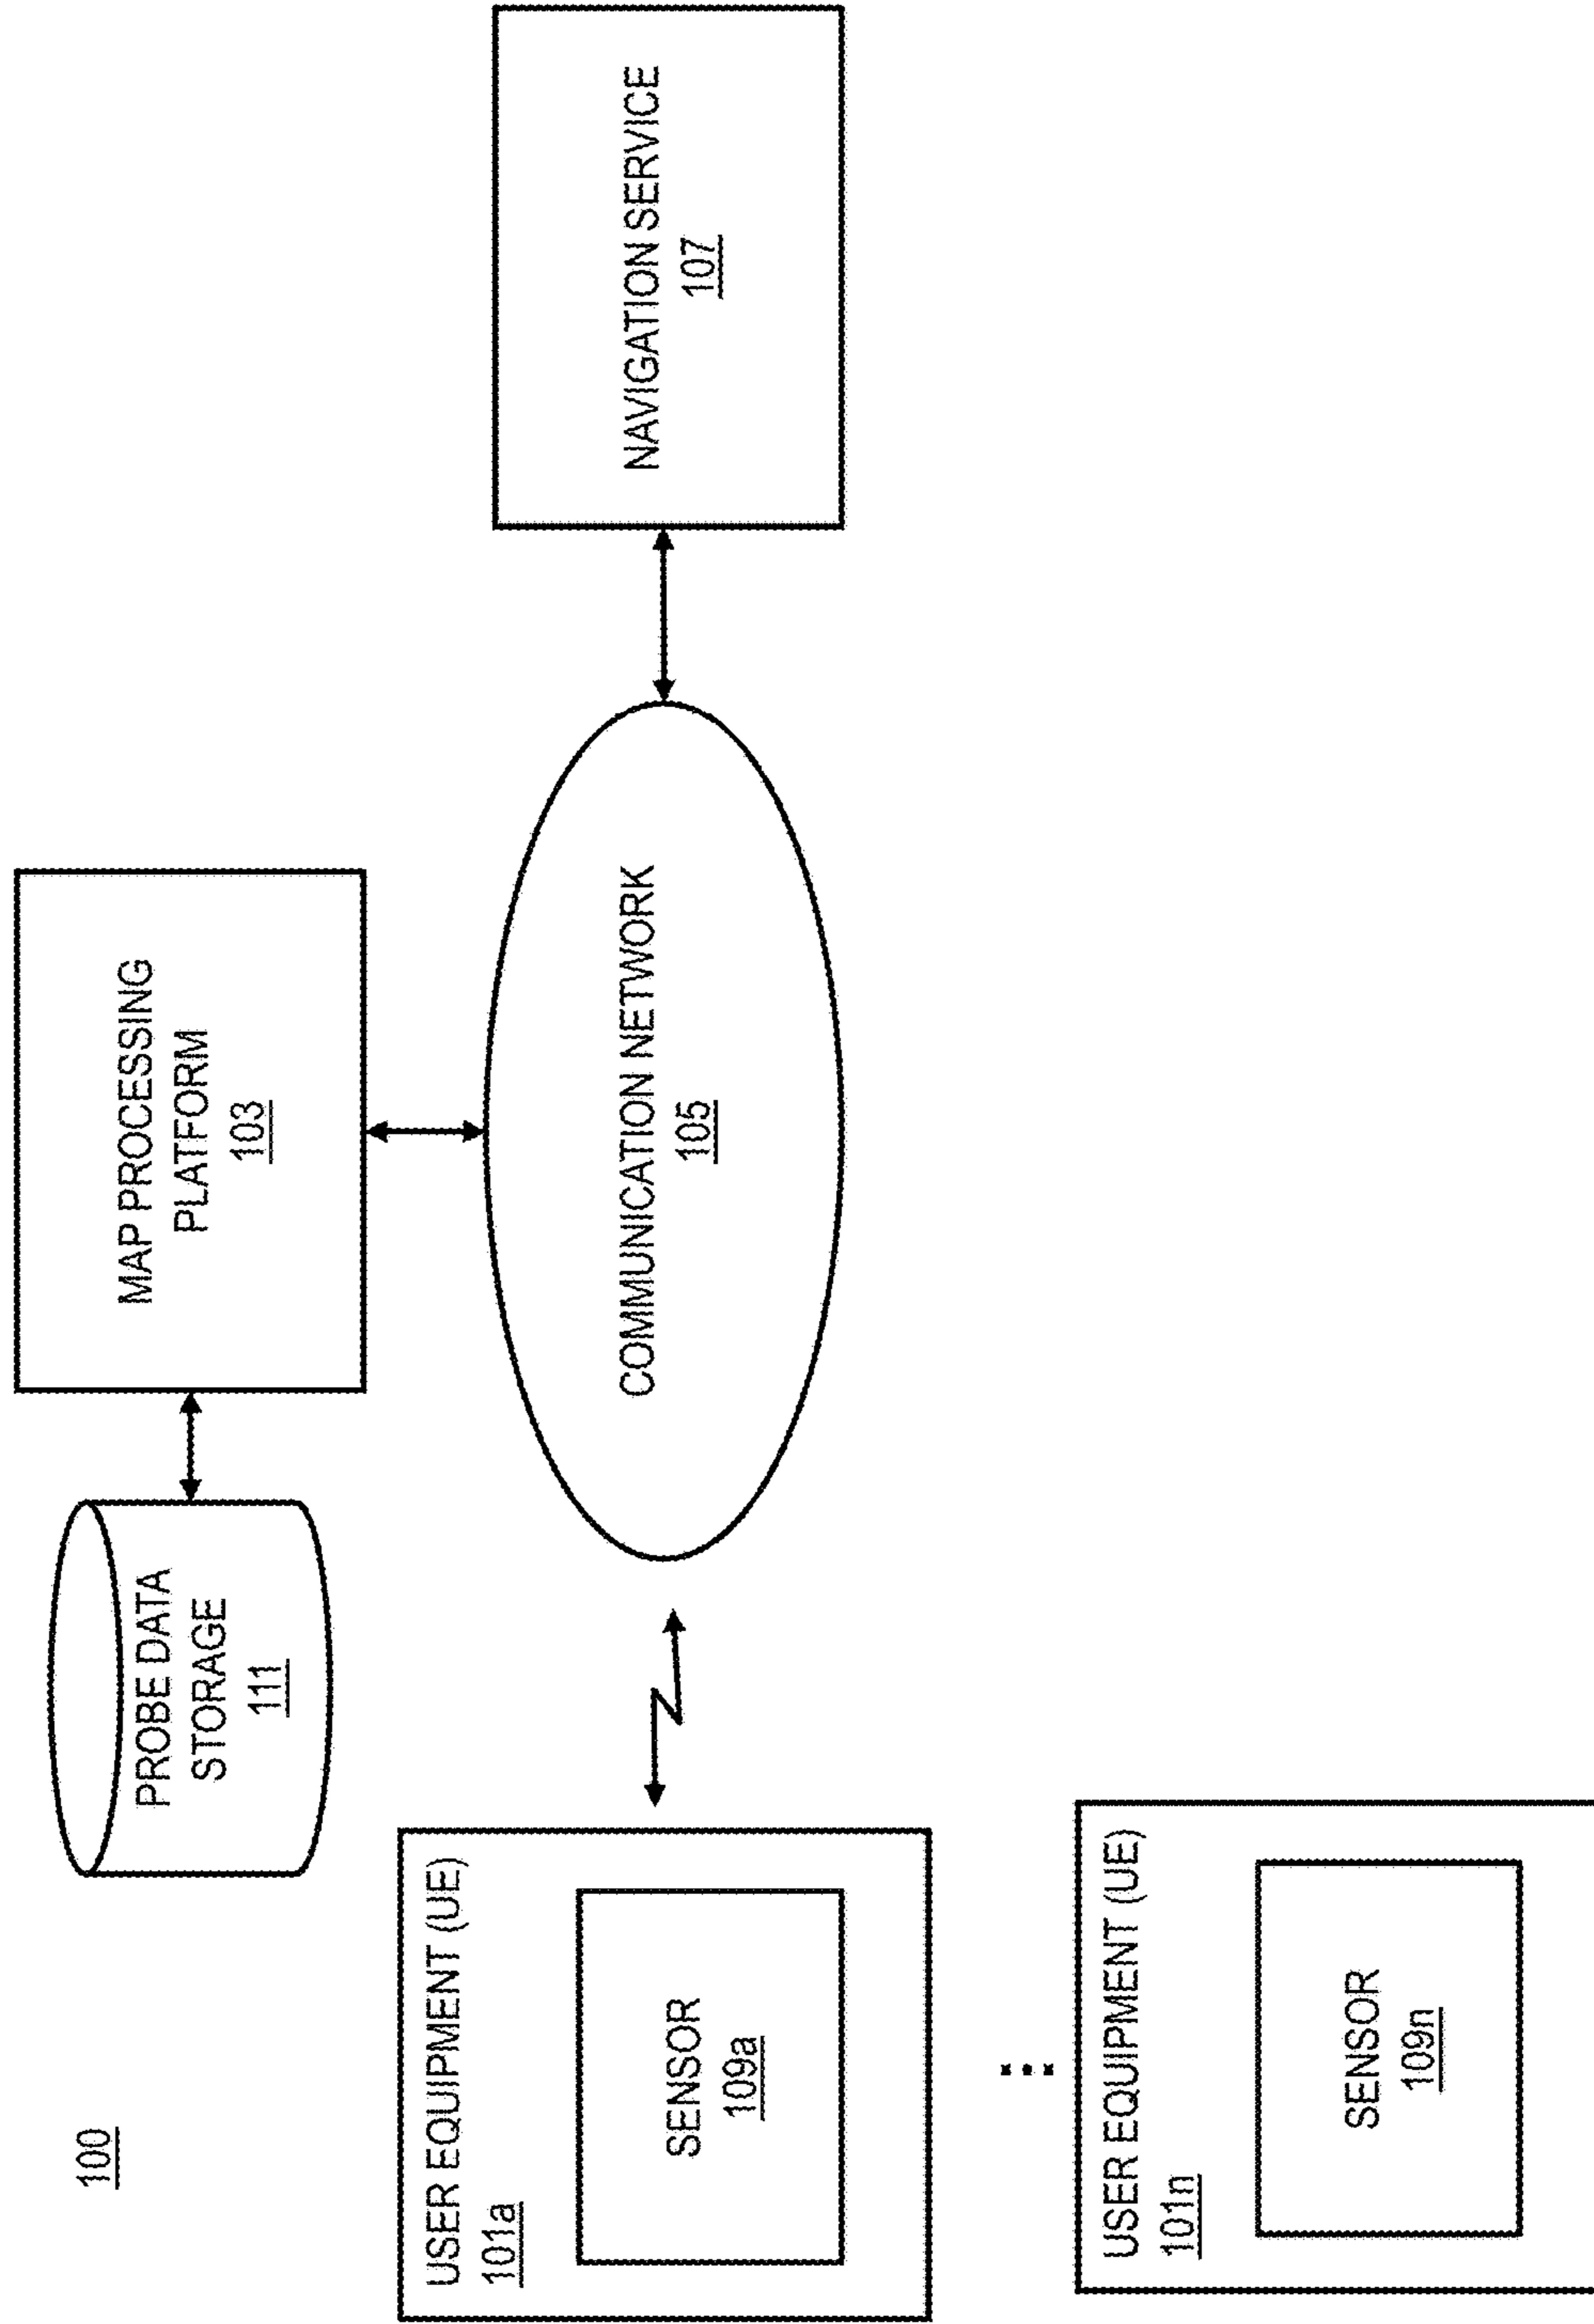 100
PROBE DATA
STORAGE
111
MAP PROCESSING
PLATFORM
103
USER EQUIPMENT (UE)
101a
SENSOR
109a
COMMUNICATION NETWORK
105
NAVIGATION SERVICE
107
USER EQUIPMENT (UE)
101n
SENSOR
109n